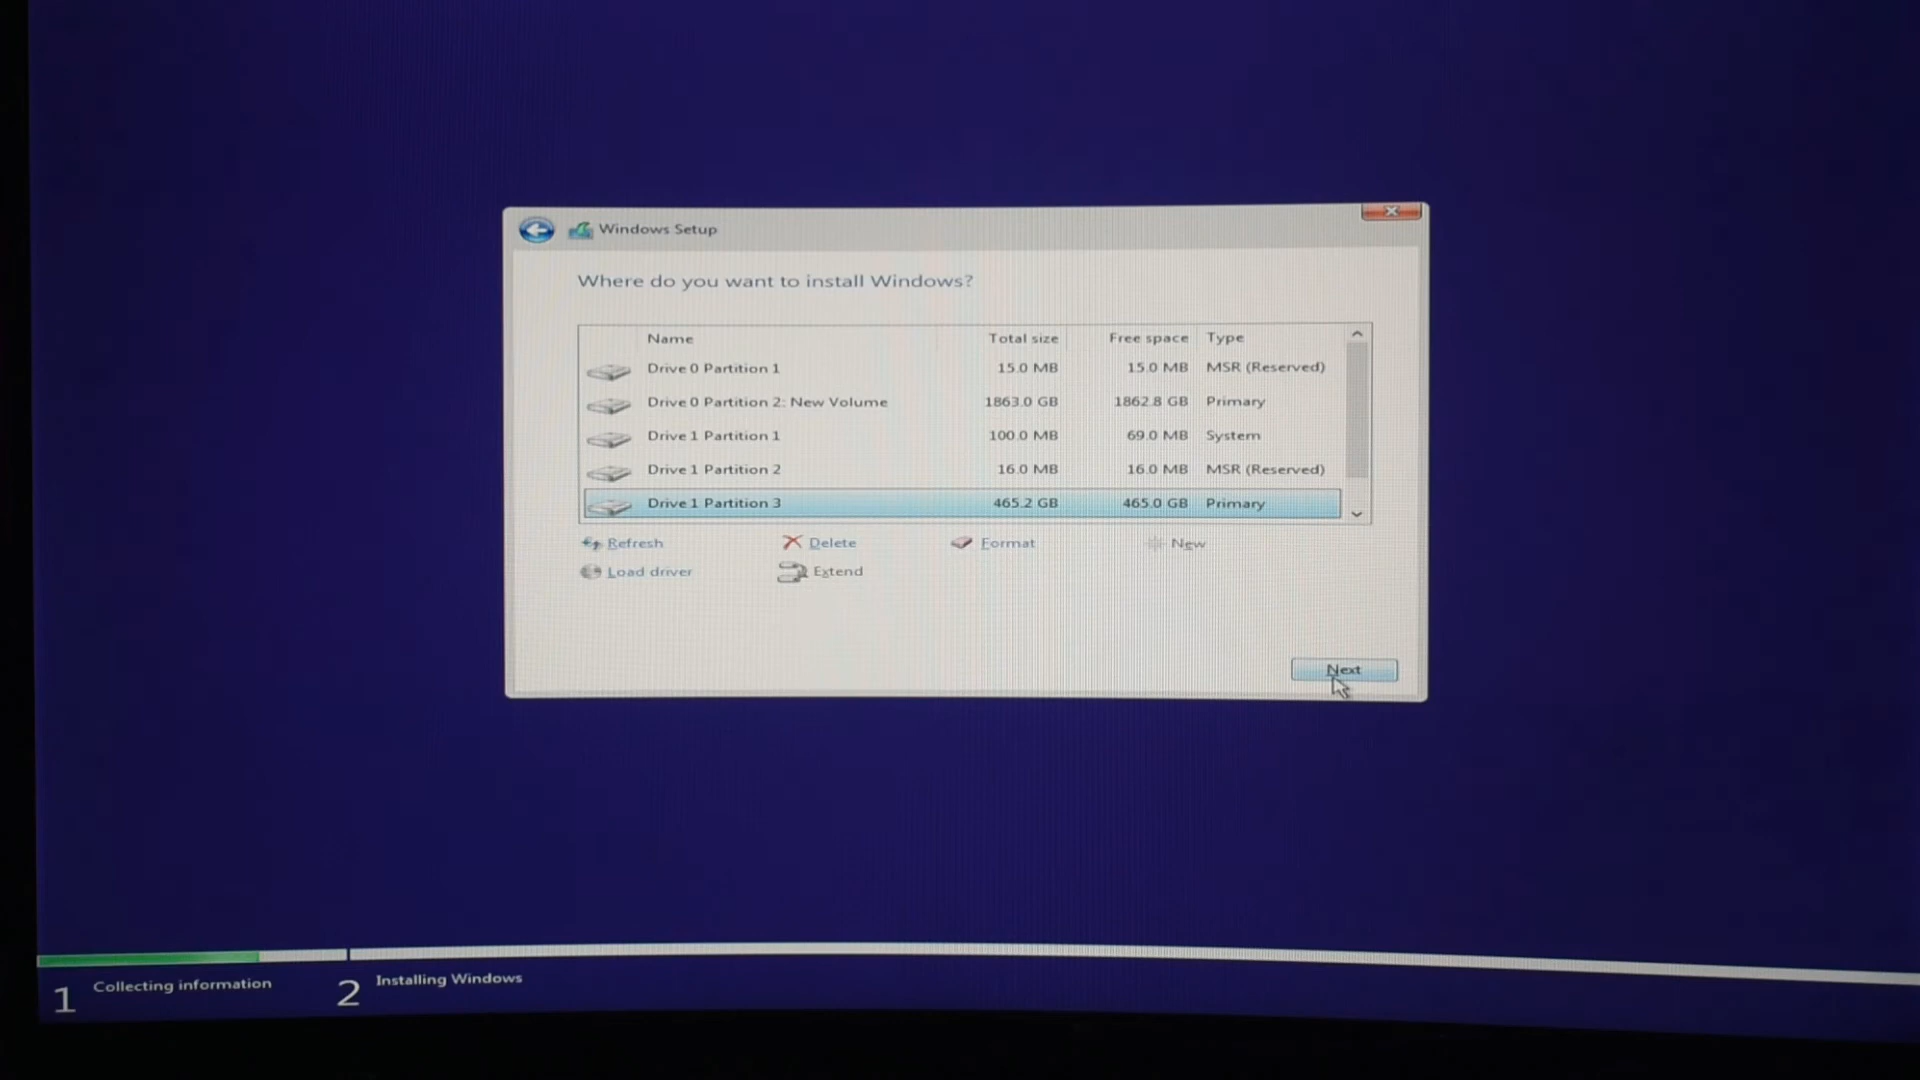 Windows Setup
Where do you want to install Windows?
Name Total size Free space Type
Drive 0 Partition 1 15.0 MB 15.0 MB MSR (Reserved)
Drive 0 Partition 2: New Volume 1863.0 GB 1862.8 GB Primary
Drive 1 Partition 1 100.0 MB 69.0 MB System
Drive 1 Partition 2 16.0 MB 16.0 MB MSR (Reserved)
Drive 1 Partition 3 465.2 GB 465.0 GB Primary
Refresh Delete Format New
Load driver Extend
Next
1 Collecting information 2 Installing Windows